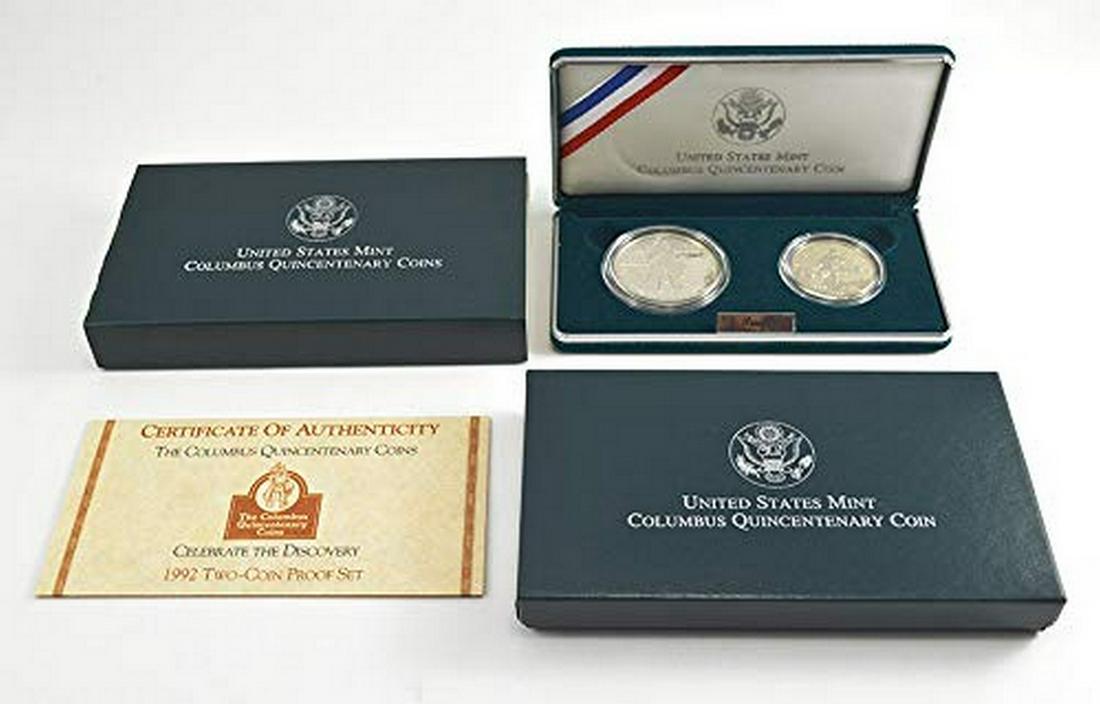 UNITED STATES MINT
COLUMBUS QUINCENTENARY COIN
UNITED STATES MINT
COLUMBUS QUINCENTENARY COINS
CERTIFICATE OF AUTHENTICITY
THE COLUMBUS QUINCENTENARY COINS
The Columbus
Quincentenary
Coins
CELEBRATE THE DISCOVERY
1992 TWO-COIN PROOF SET
UNITED STATES MINT
COLUMBUS QUINCENTENARY COIN